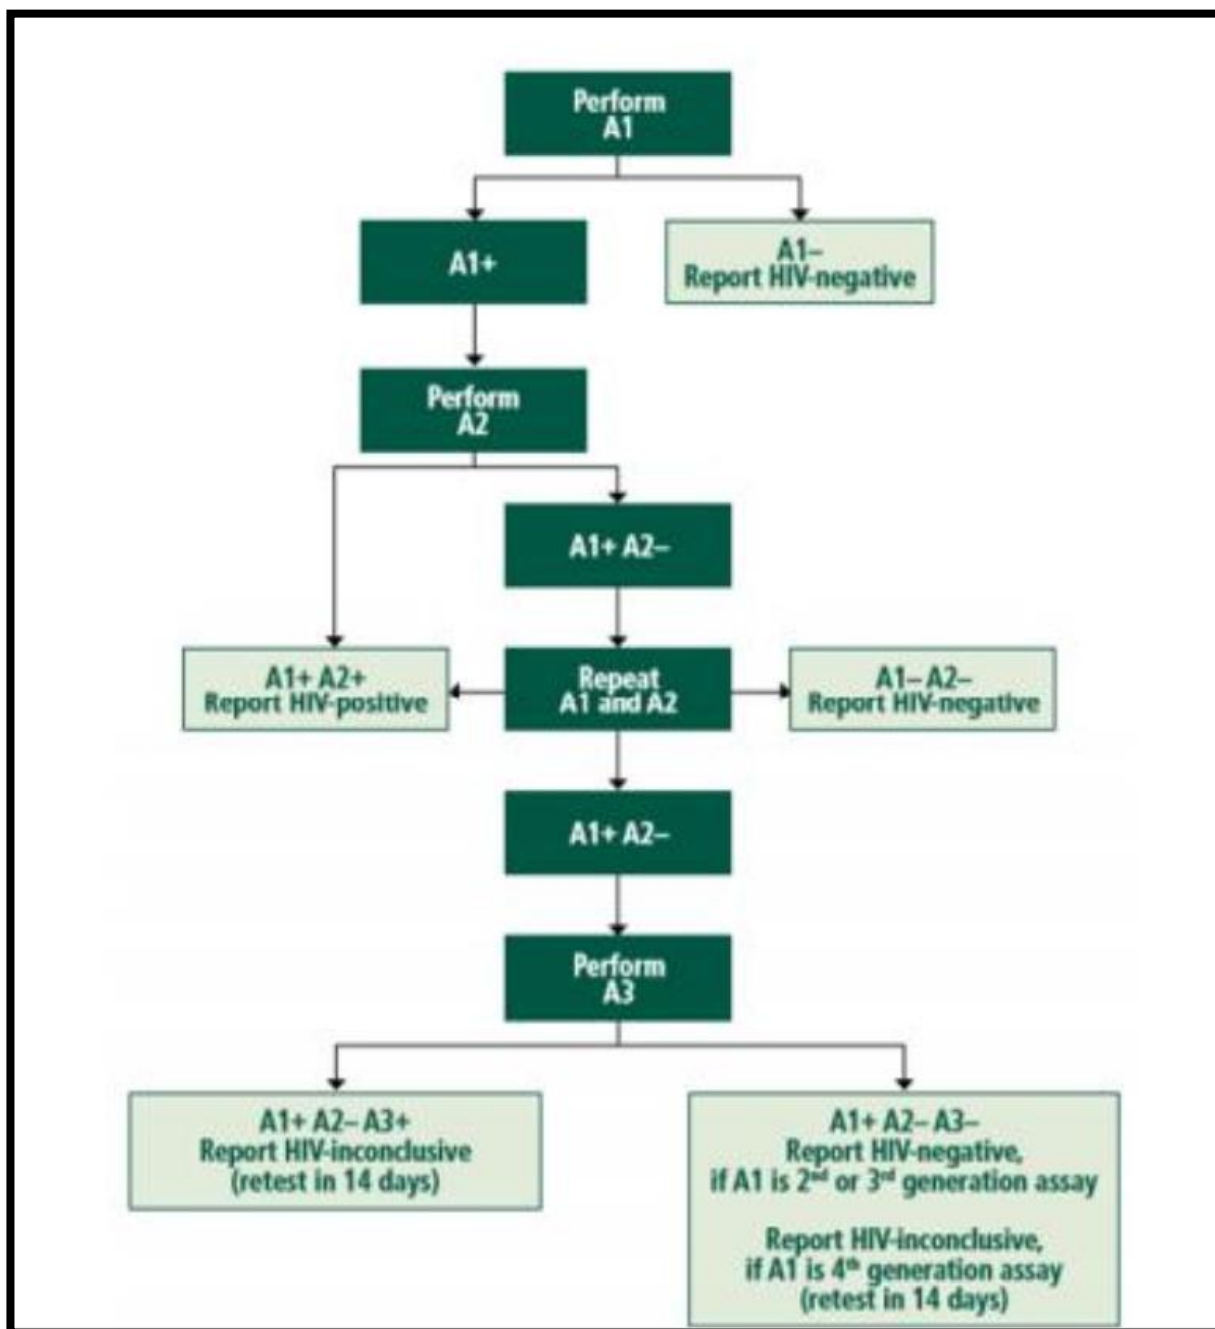 Perform
A1
A1+
A1–
Report HIV-negative
Perform
A2
A1+ A2–
A1+ A2+
Report HIV-positive
Repeat
A1 and A2
A1– A2–
Report HIV-negative
A1+ A2–
Perform
A3
A1+ A2– A3+
Report HIV-inconclusive
(retest in 14 days)
A1+ A2– A3–
Report HIV-negative,
if A1 is 2nd or 3rd generation assay
Report HIV-inconclusive,
if A1 is 4th generation assay
(retest in 14 days)